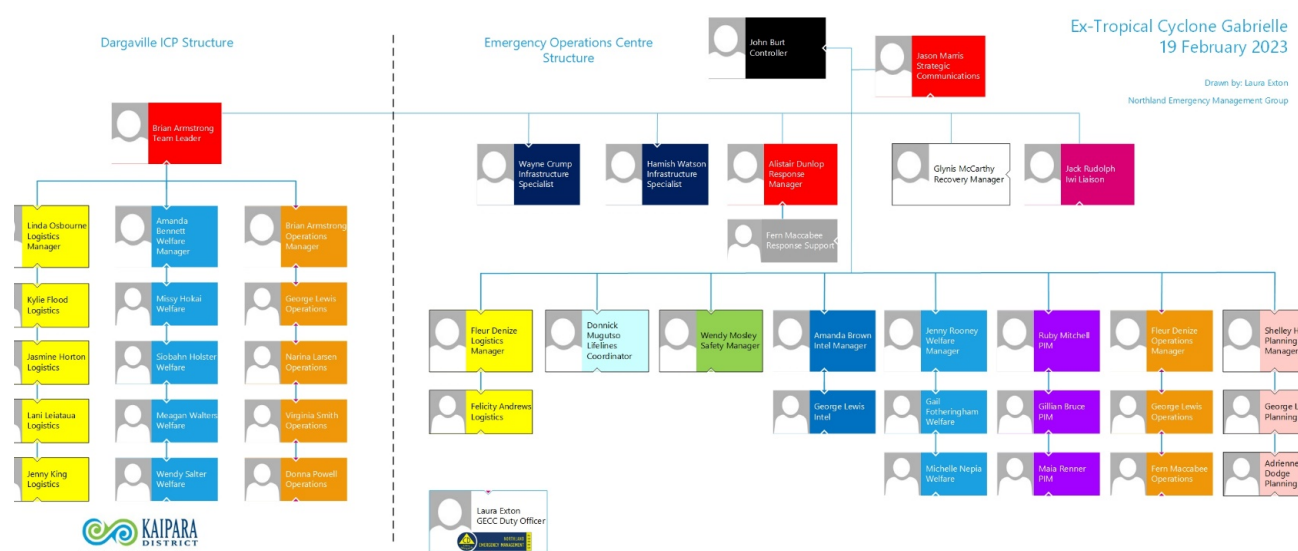 Dargaville ICP Structure
Emergency Operations Centre
Structure
Ex-Tropical Cyclone Gabrielle
19 February 2023
Drawn by: Laura Exton
Northland Emergency Management Group
John Burt
Controller
Jason Marris
Strategic
Communications
Brian Armstrong
Team Leader
Wayne Crump
Infrastructure
Specialist
Hamish Watson
Infrastructure
Specialist
Alistair Dunlop
Response
Manager
Glynis McCarthy
Recovery Manager
Jack Rudolph
Iwi Liaison
Fern Maccabee
Response Support
Linda Osbourne
Logistics
Manager
Amanda
Bennett
Welfare
Manager
Brian Armstrong
Operations
Manager
Kylie Flood
Logistics
Missy Hokai
Welfare
George Lewis
Operations
Jasmine Horton
Logistics
Siobahn Holster
Welfare
Narina Larsen
Operations
Lani Leiataua
Logistics
Meagan Walters
Welfare
Virginia Smith
Operations
Jenny King
Logistics
Wendy Salter
Welfare
Donna Powell
Operations
Fleur Denize
Logistics
Manager
Donnick
Mugutso
Lifelines
Coordinator
Wendy Mosley
Safety Manager
Amanda Brown
Intel Manager
Jenny Rooney
Welfare
Manager
Ruby Mitchell
PIM
Fleur Denize
Operations
Manager
Shelley H
Planning
Manager
Felicity Andrews
Logistics
George Lewis
Intel
Gail
Fotheringham
Welfare
Gillian Bruce
PIM
George Lewis
Operations
George L
Planning
Michelle Nepia
Welfare
Maia Renner
PIM
Fern Maccabee
Operations
Adrienne
Dodge
Planning
Laura Exton
GECC Duty Officer
NORTHLAND
EMERGENCY MANAGEMENT
KAIPARA
DISTRICT